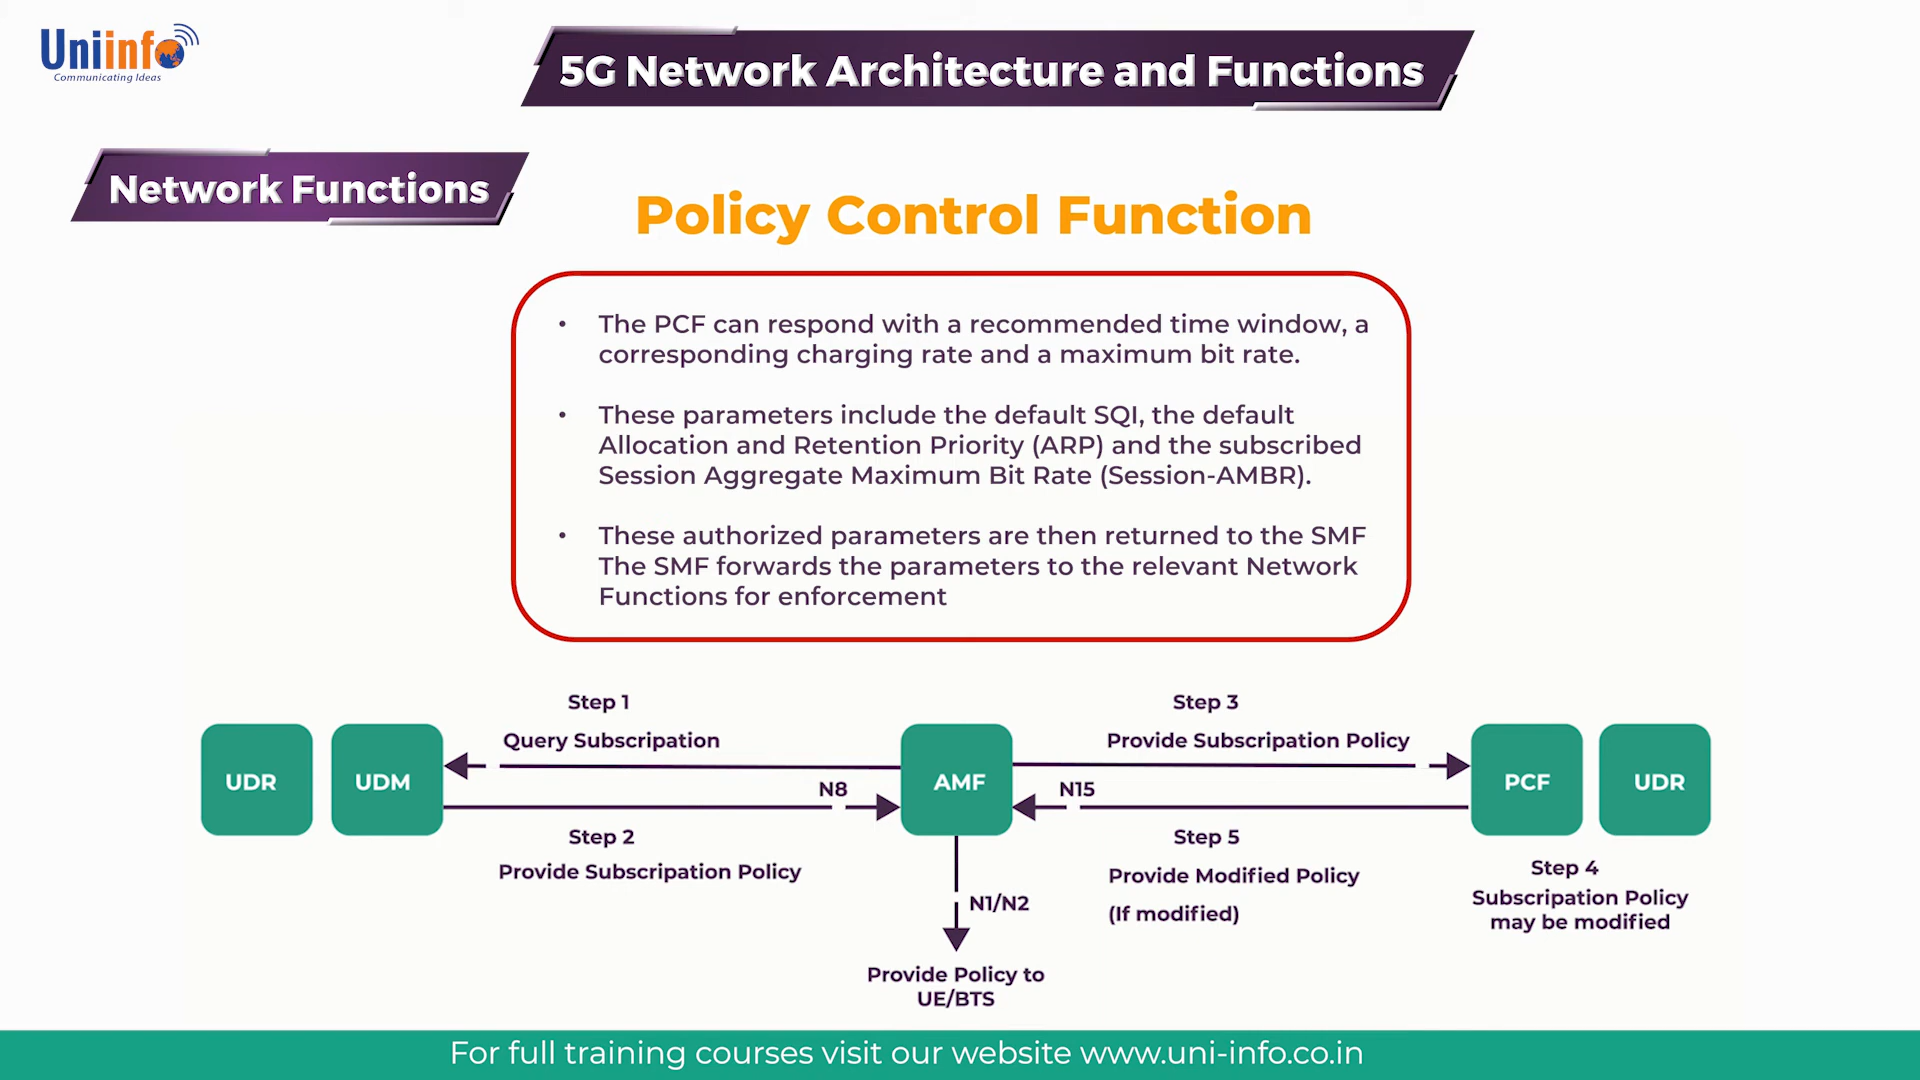 Uniinfo
Communicating Ideas
5G Network Architecture and Functions
Network Functions
Policy Control Function
• The PCF can respond with a recommended time window, a
corresponding charging rate and a maximum bit rate.
• These parameters include the default SQI, the default
Allocation and Retention Priority (ARP) and the subscribed
Session Aggregate Maximum Bit Rate (Session-AMBR).
• These authorized parameters are then returned to the SMF
The SMF forwards the parameters to the relevant Network
Functions for enforcement
Step 1
Query Subscripation
Step 3
Provide Subscripation Policy
UDR
UDM
N8
AMF
N15
PCF
UDR
Step 2
Provide Subscripation Policy
Step 5
Provide Modified Policy
(If modified)
Step 4
Subscripation Policy
may be modified
N1/N2
Provide Policy to
UE/BTS
For full training courses visit our website www.uni-info.co.in